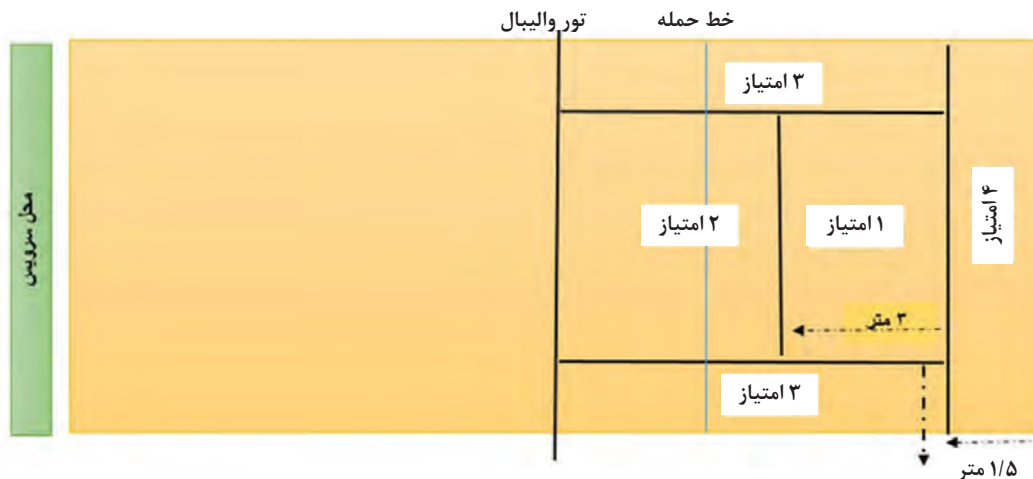 خط حمله
تور والیبال
۳ امتیاز
۴ امتیاز
۱ امتیاز
۲ امتیاز
محل سرویس
۳ متر
۳ امتیاز
۱/۵ متر